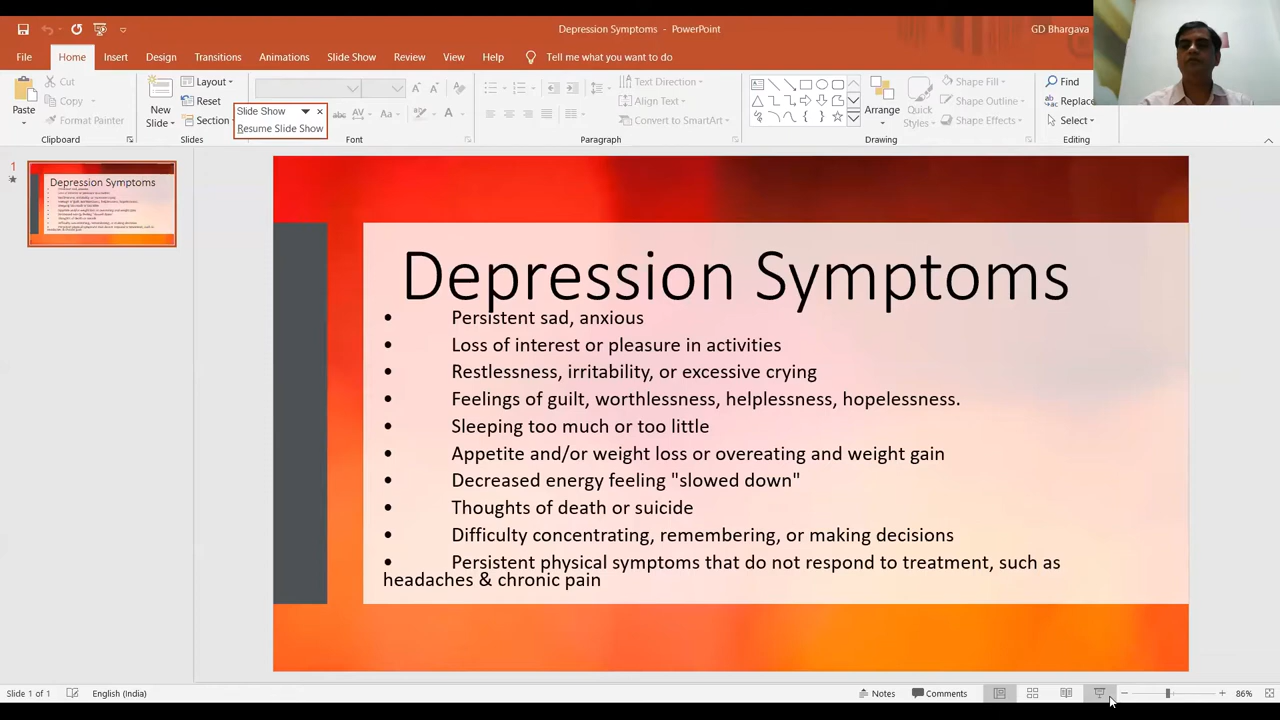 Depression Symptoms - PowerPoint
GD Bhargava
File Home Insert Design Transitions Animations Slide Show Review View Help Tell me what you want to do
Paste
Cut
Copy
Format Painter
Clipboard
New Slide
Layout
Reset
Section
Slides
Slide Show
Resume Slide Show
Font
Text Direction
Align Text
Convert to SmartArt
Paragraph
Arrange
Quick Styles
Shape Fill
Shape Outline
Shape Effects
Drawing
Find
Replace
Select
Editing
1
Depression Symptoms
Depression Symptoms
• Persistent sad, anxious
• Loss of interest or pleasure in activities
• Restlessness, irritability, or excessive crying
• Feelings of guilt, worthlessness, helplessness, hopelessness.
• Sleeping too much or too little
• Appetite and/or weight loss or overeating and weight gain
• Decreased energy feeling "slowed down"
• Thoughts of death or suicide
• Difficulty concentrating, remembering, or making decisions
• Persistent physical symptoms that do not respond to treatment, such as
headaches & chronic pain
Slide 1 of 1 English (India) Notes Comments 86%